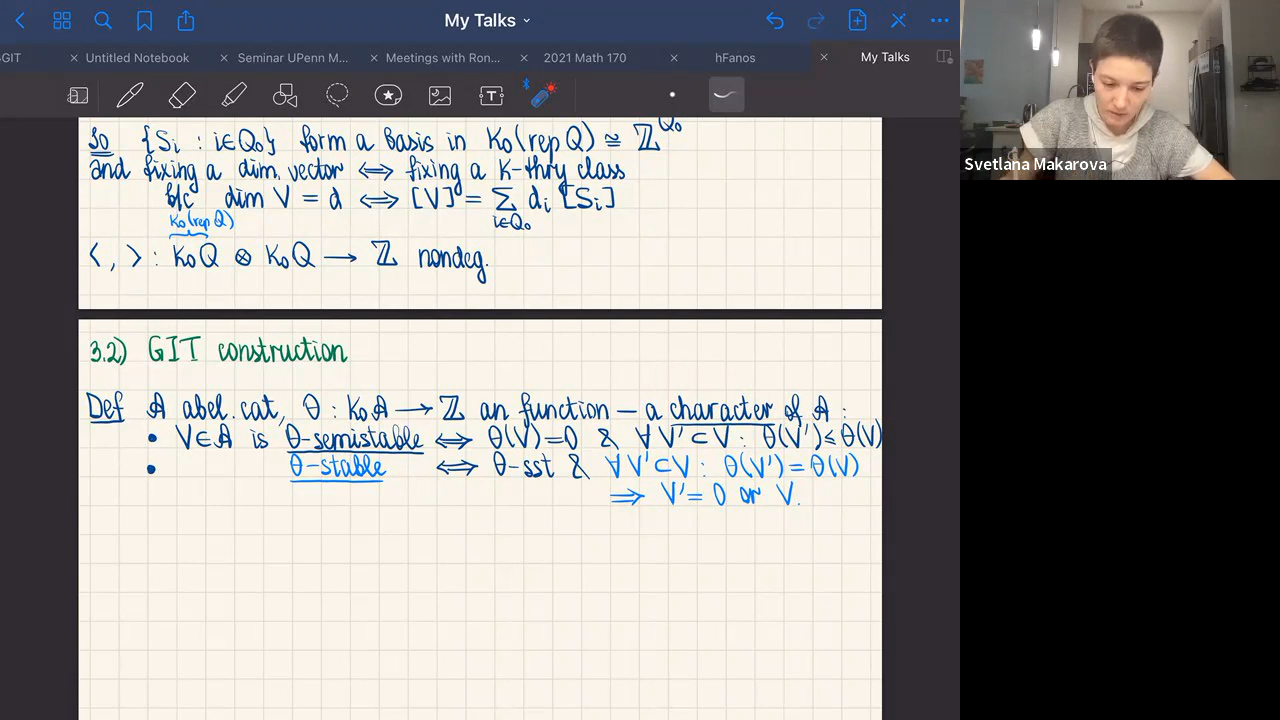 My Talks
GIT
Untitled Notebook
Seminar UPenn M...
Meetings with Ron...
2021 Math 170
hFanos
My Talks
Svetlana Makarova
So {Si : i∈Q₀} form a basis in K₀(rep Q) ≅ ℤ^Q₀
and fixing a dim. vector ⟺ fixing a K-thry class
b/c dim V = d ⟺ [V] = Σ_{i∈Q₀} di [Si]
K₀(rep Q)
< , > : K₀Q ⊗ K₀Q ⟶ ℤ nondeg.
3.2) GIT construction
Def A abel. cat, θ : K₀A ⟶ ℤ an function – a character of A :
• V∈A is θ-semistable ⟺ θ(V)=0 & ∀ V' ⊂ V : θ(V') ≤ θ(V)
• θ-stable ⟺ θ-sst & ∀ V' ⊂ V : θ(V') = θ(V)
⟹ V' = 0 or V.